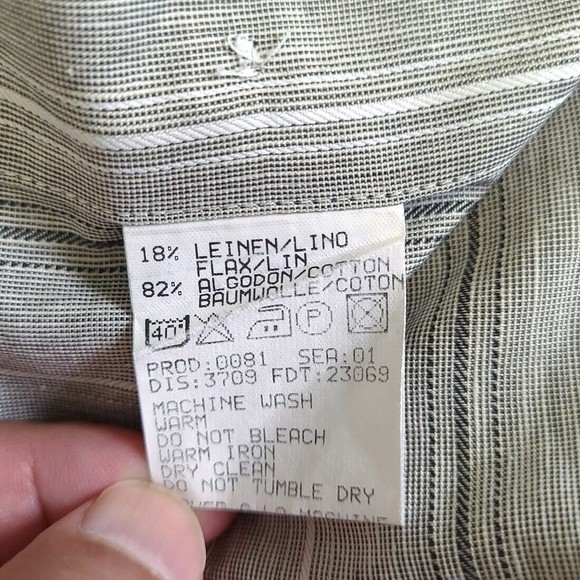 18% LEINEN/LINO
FLAX/LIN
82% ALGODON/COTTON
BAUMWOLLE/COTON
40° P
PROD:0081 SEA:01
DIS:3709 FDT:23069
MACHINE WASH
WARM
DO NOT BLEACH
WARM IRON
DRY CLEAN
DO NOT TUMBLE DRY
MACHINE